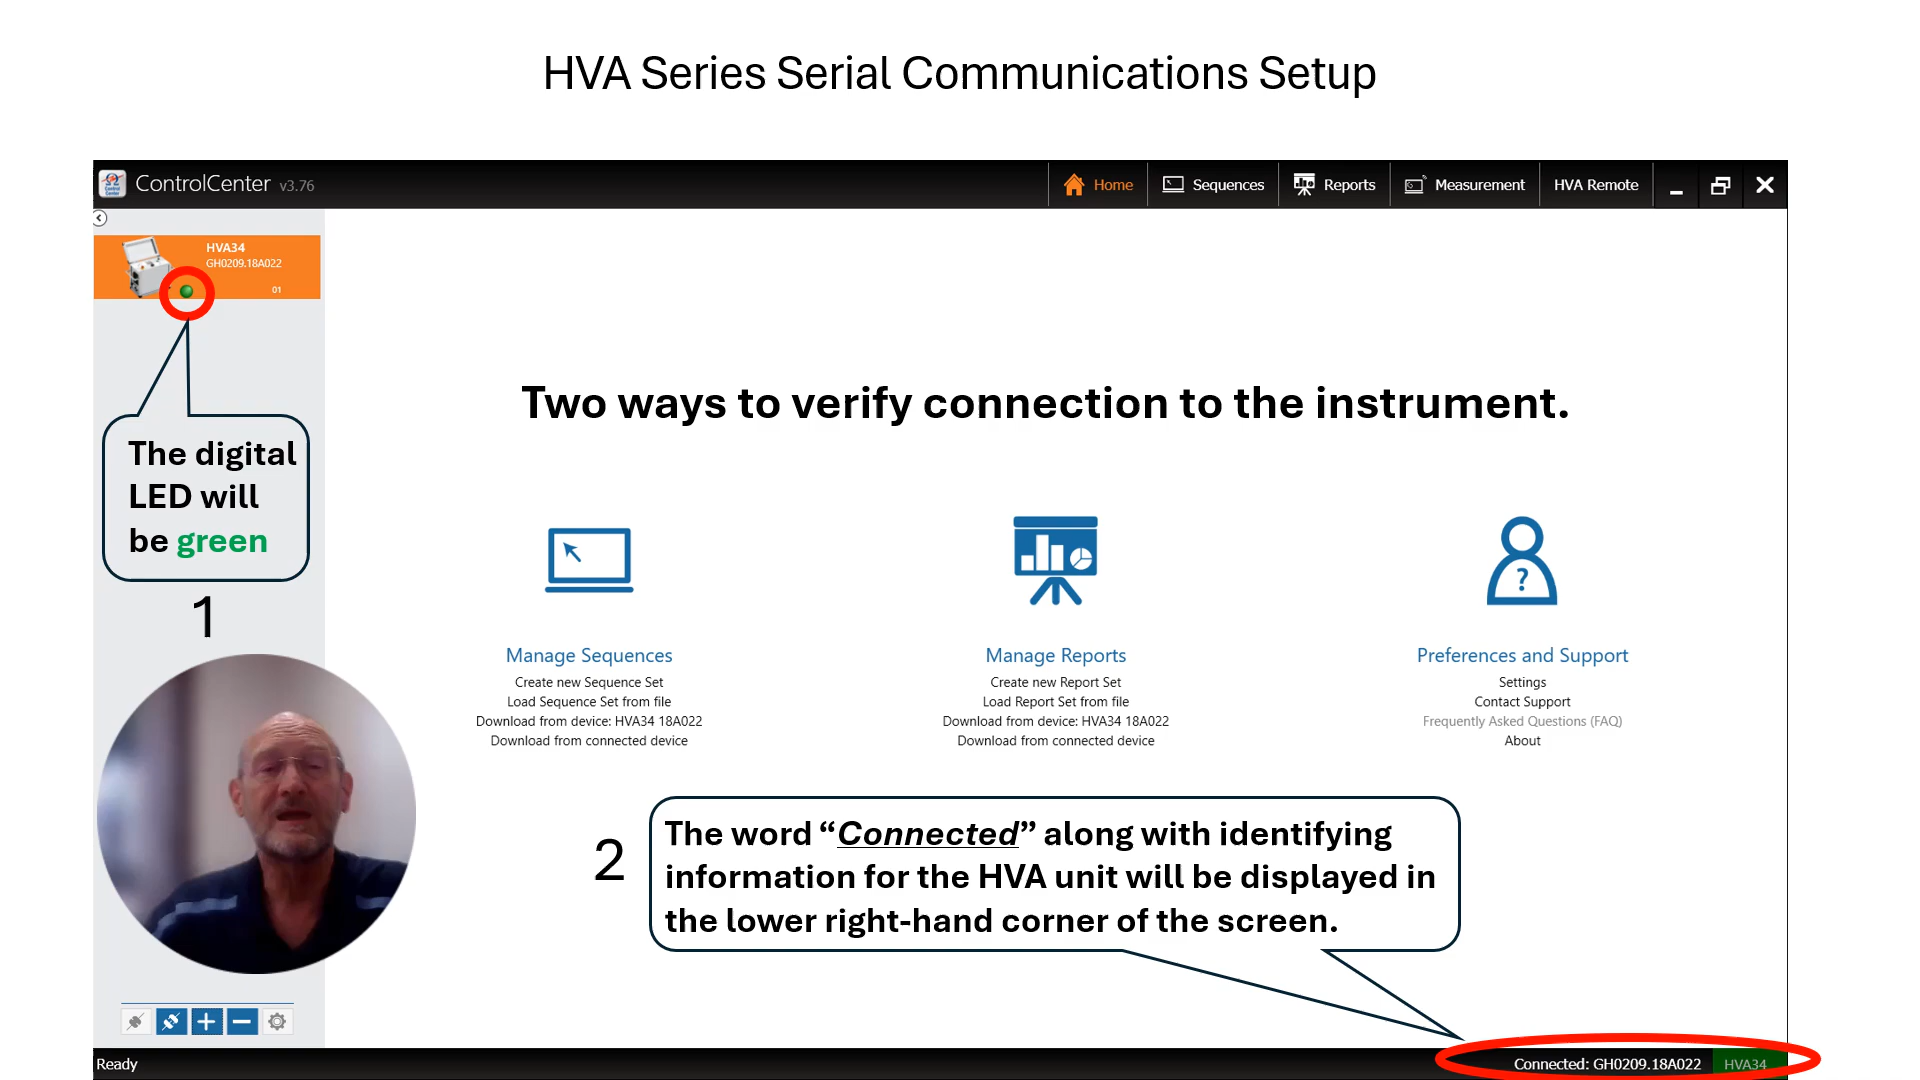 HVA Series Serial Communications Setup
ControlCenter v3.76
Home
Sequences
Reports
Measurement
HVA Remote
HVA34
GH0209.18A022
01
Two ways to verify connection to the instrument.
The digital
LED will
be green
1
Manage Sequences
Create new Sequence Set
Load Sequence Set from file
Download from device: HVA34 18A022
Download from connected device
Manage Reports
Create new Report Set
Load Report Set from file
Download from device: HVA34 18A022
Download from connected device
?
Preferences and Support
Settings
Contact Support
Frequently Asked Questions (FAQ)
About
2
The word “Connected” along with identifying
information for the HVA unit will be displayed in
the lower right-hand corner of the screen.
Ready
Connected: GH0209.18A022
HVA34